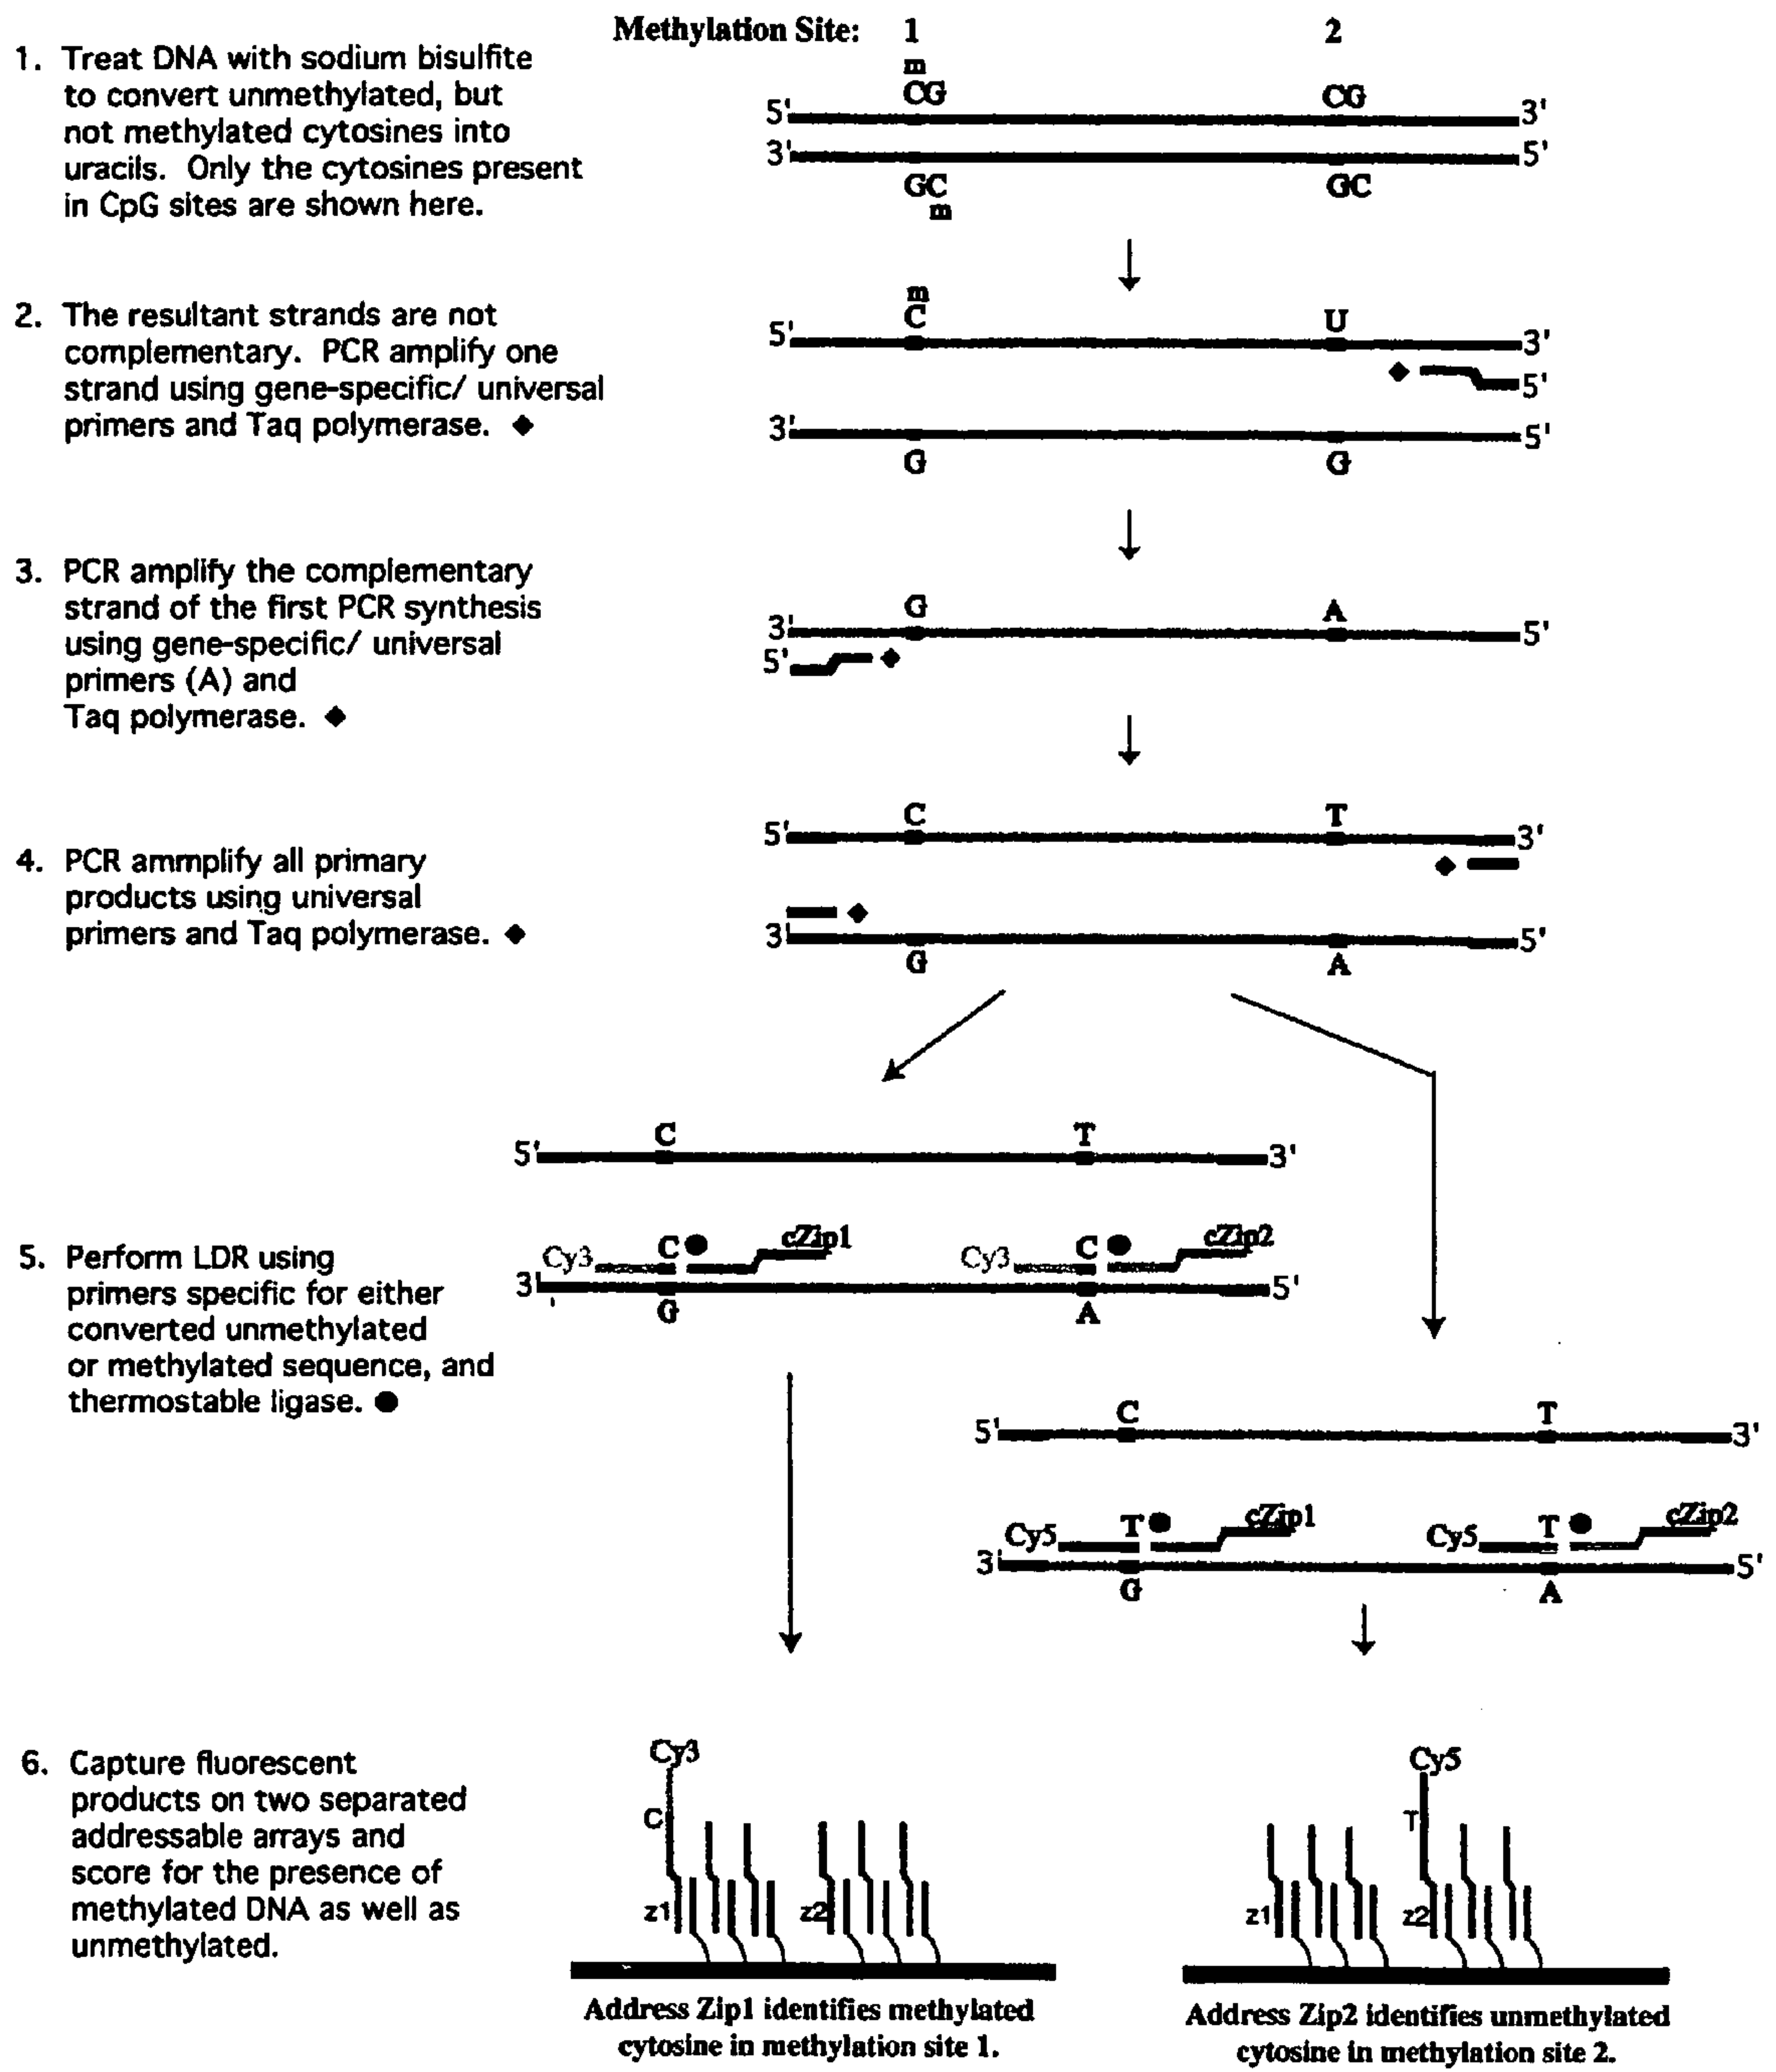 Methylation Site: 1 2
1. Treat DNA with sodium bisulfite
to convert unmethylated, but
not methylated cytosines into
uracils. Only the cytosines present
in CpG sites are shown here.
m
CG CG
5' 3'
3' 5'
GC GC
m
2. The resultant strands are not
complementary. PCR amplify one
strand using gene-specific/ universal
primers and Taq polymerase. ◆
m
C U
5' 3'
◆ 5'
3' 5'
G G
3. PCR amplify the complementary
strand of the first PCR synthesis
using gene-specific/ universal
primers (A) and
Taq polymerase. ◆
G A
3' 5'
5' ◆
4. PCR ammplify all primary
products using universal
primers and Taq polymerase. ◆
C T
5' 3'
◆
◆
3' 5'
G A
5. Perform LDR using
primers specific for either
converted unmethylated
or methylated sequence, and
thermostable ligase. ●
C T
5' 3'
Cy3 C ● cZip1 Cy3 C ● cZip2
3' 5'
G A
C T
5' 3'
Cy5 T ● cZip1 Cy5 T ● cZip2
3' 5'
G A
6. Capture fluorescent
products on two separated
addressable arrays and
score for the presence of
methylated DNA as well as
unmethylated.
Cy3
C
z1 z2
Address Zip1 identifies methylated
cytosine in methylation site 1.
Cy5
T
z1 z2
Address Zip2 identifies unmethylated
cytosine in methylation site 2.